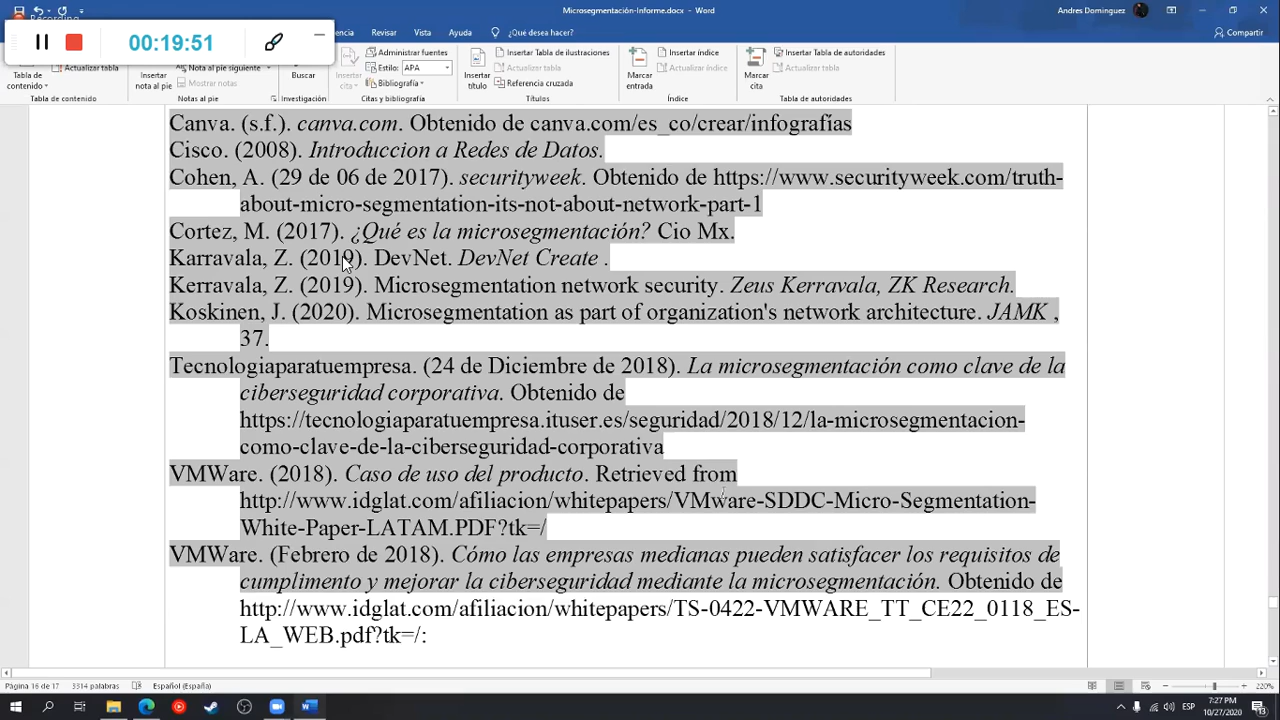 Microsegmentación-Informe.docx - Word
Andres Dominguez
00:19:51
Revisar Vista Ayuda ¿Qué desea hacer?
Compartir
Tabla de contenido
Actualizar tabla
Insertar nota al pie
Mostrar notas
Buscar
Insertar cita
Administrar fuentes
Estilo: APA
Bibliografía
Insertar título
Insertar Tabla de ilustraciones
Actualizar tabla
Referencia cruzada
Marcar entrada
Insertar índice
Actualizar índice
Marcar cita
Insertar Tabla de autoridades
Actualizar tabla
Tabla de contenido Notas al pie Investigación Citas y bibliografía Títulos Índice Tabla de autoridades
Canva. (s.f.). canva.com. Obtenido de canva.com/es_co/crear/infografías
Cisco. (2008). Introduccion a Redes de Datos.
Cohen, A. (29 de 06 de 2017). securityweek. Obtenido de https://www.securityweek.com/truth-
about-micro-segmentation-its-not-about-network-part-1
Cortez, M. (2017). ¿Qué es la microsegmentación? Cio Mx.
Karravala, Z. (2019). DevNet. DevNet Create .
Kerravala, Z. (2019). Microsegmentation network security. Zeus Kerravala, ZK Research.
Koskinen, J. (2020). Microsegmentation as part of organization's network architecture. JAMK ,
37.
Tecnologiaparatuempresa. (24 de Diciembre de 2018). La microsegmentación como clave de la
ciberseguridad corporativa. Obtenido de
https://tecnologiaparatuempresa.ituser.es/seguridad/2018/12/la-microsegmentacion-
como-clave-de-la-ciberseguridad-corporativa
VMWare. (2018). Caso de uso del producto. Retrieved from
http://www.idglat.com/afiliacion/whitepapers/VMware-SDDC-Micro-Segmentation-
White-Paper-LATAM.PDF?tk=/
VMWare. (Febrero de 2018). Cómo las empresas medianas pueden satisfacer los requisitos de
cumplimento y mejorar la ciberseguridad mediante la microsegmentación. Obtenido de
http://www.idglat.com/afiliacion/whitepapers/TS-0422-VMWARE_TT_CE22_0118_ES-
LA_WEB.pdf?tk=/:
Página 16 de 17 3314 palabras Español (España) 220%
ESP 7:27 PM
10/27/2020